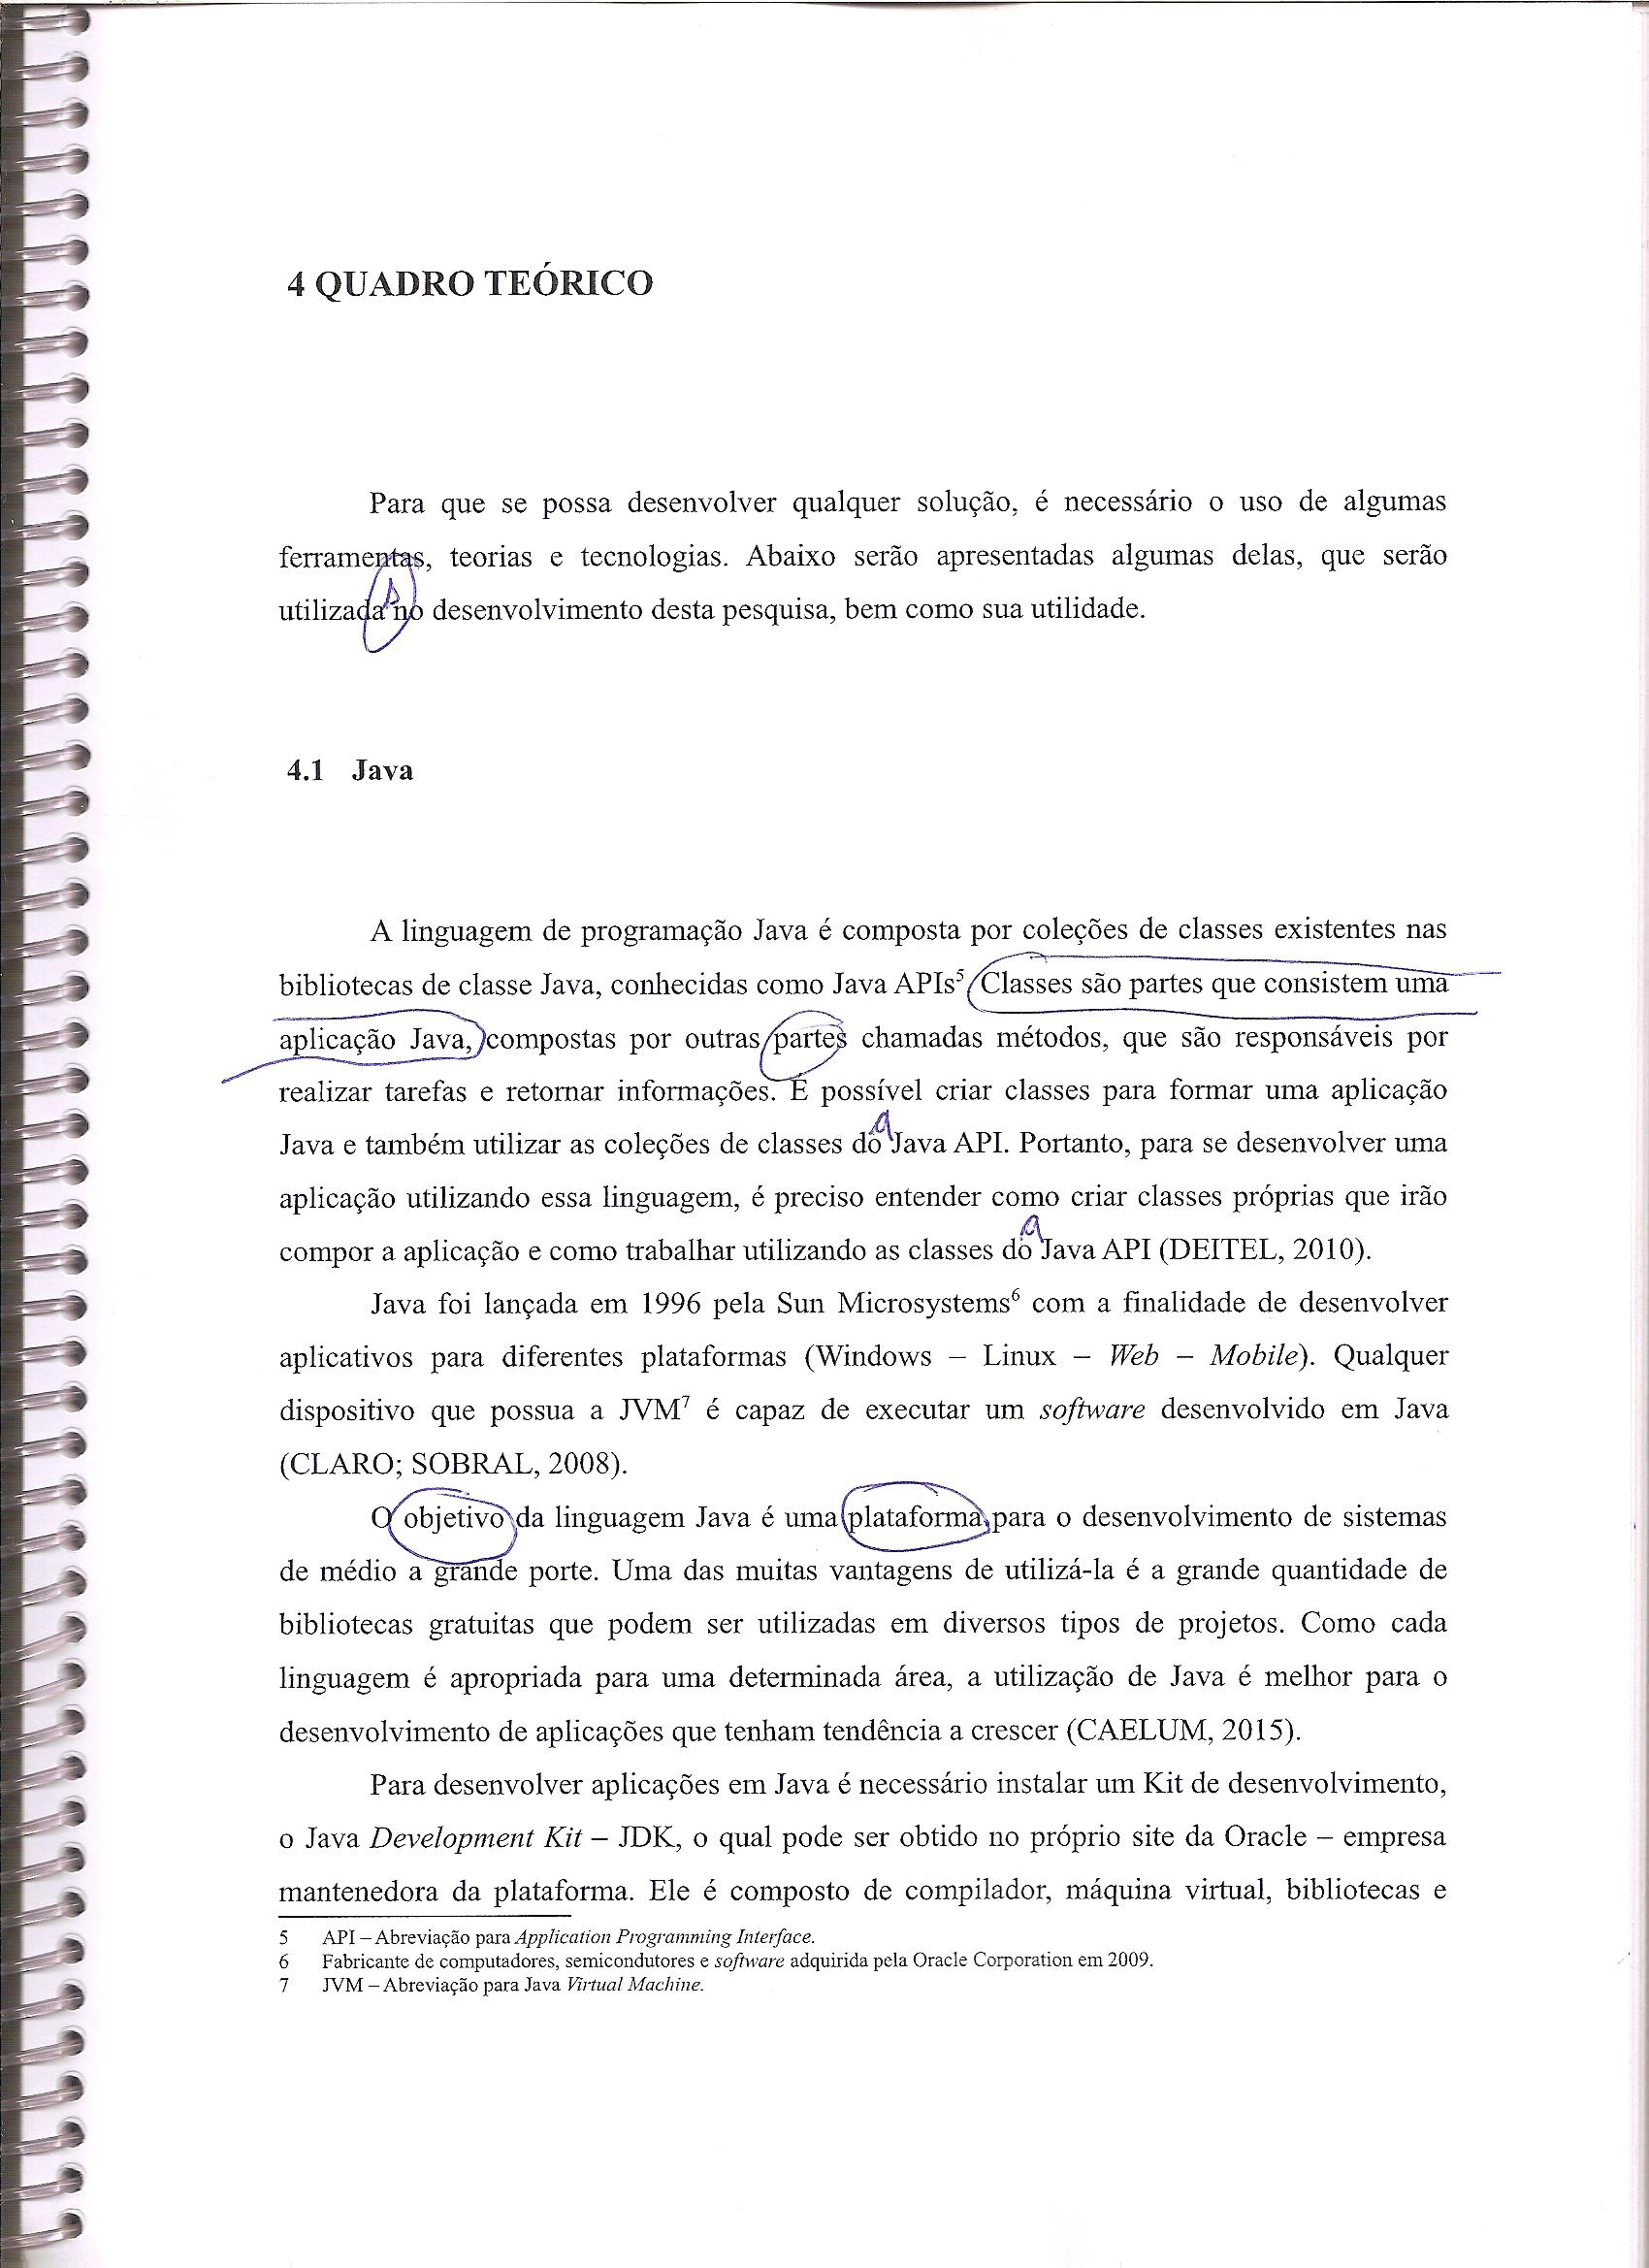 4 QUADRO TEÓRICO
Para que se possa desenvolver qualquer solução, é necessário o uso de algumas
ferramentas, teorias e tecnologias. Abaixo serão apresentadas algumas delas, que serão
s
utilizada no desenvolvimento desta pesquisa, bem como sua utilidade.
4.1 Java
A linguagem de programação Java é composta por coleções de classes existentes nas
bibliotecas de classe Java, conhecidas como Java APIs⁵ Classes são partes que consistem uma
aplicação Java, compostas por outras partes chamadas métodos, que são responsáveis por
realizar tarefas e retornar informações. É possível criar classes para formar uma aplicação
a
Java e também utilizar as coleções de classes do Java API. Portanto, para se desenvolver uma
aplicação utilizando essa linguagem, é preciso entender como criar classes próprias que irão
a
compor a aplicação e como trabalhar utilizando as classes do Java API (DEITEL, 2010).
Java foi lançada em 1996 pela Sun Microsystems⁶ com a finalidade de desenvolver
aplicativos para diferentes plataformas (Windows – Linux – Web – Mobile). Qualquer
dispositivo que possua a JVM⁷ é capaz de executar um software desenvolvido em Java
(CLARO; SOBRAL, 2008).
O objetivo da linguagem Java é uma plataforma para o desenvolvimento de sistemas
de médio a grande porte. Uma das muitas vantagens de utilizá-la é a grande quantidade de
bibliotecas gratuitas que podem ser utilizadas em diversos tipos de projetos. Como cada
linguagem é apropriada para uma determinada área, a utilização de Java é melhor para o
desenvolvimento de aplicações que tenham tendência a crescer (CAELUM, 2015).
Para desenvolver aplicações em Java é necessário instalar um Kit de desenvolvimento,
o Java Development Kit – JDK, o qual pode ser obtido no próprio site da Oracle – empresa
mantenedora da plataforma. Ele é composto de compilador, máquina virtual, bibliotecas e
5 API – Abreviação para Application Programming Interface.
6 Fabricante de computadores, semicondutores e software adquirida pela Oracle Corporation em 2009.
7 JVM – Abreviação para Java Virtual Machine.